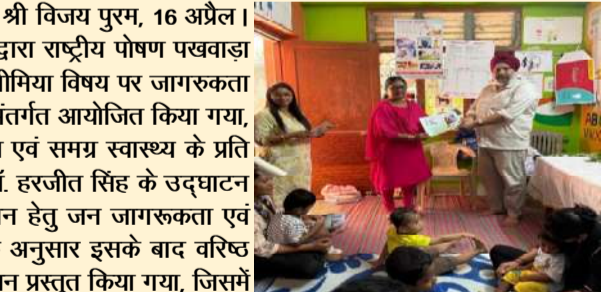 श्री विजय पुरम, 16 अप्रैल।
द्वारा राष्ट्रीय पोषण पखवाड़ा
नीमिया विषय पर जागरुकता
अंतर्गत आयोजित किया गया,
एवं समग्र स्वास्थ्य के प्रति
डॉ. हरजीत सिंह के उद्घाटन
न हेतु जन जागरूकता एवं
अनुसार इसके बाद वरिष्ठ
न प्रस्तुत किया गया, जिसमें